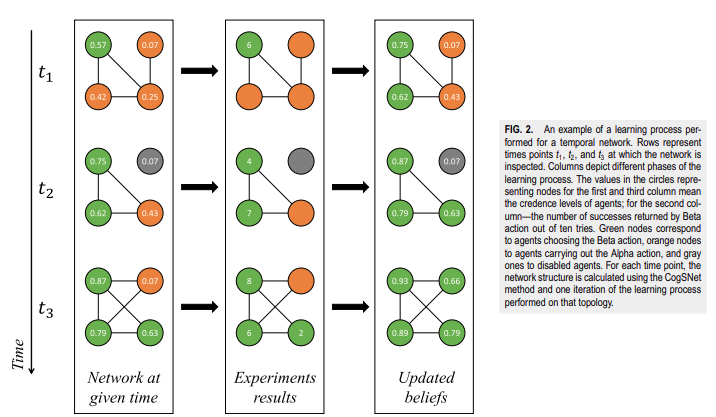 t1
0.57 0.07
0.42 0.25
6
0.75 0.07
0.62 0.43
t2
0.75 0.07
0.62 0.43
4
7
0.87 0.07
0.79 0.63
t3
0.87 0.07
0.79 0.63
8
6 2
0.93 0.66
0.89 0.79
Time
Network at
given time
Experiments
results
Updated
beliefs
FIG. 2. An example of a learning process per-
formed for a temporal network. Rows represent
times points t1, t2, and t3 at which the network is
inspected. Columns depict different phases of the
learning process. The values in the circles repre-
senting nodes for the first and third column mean
the credence levels of agents; for the second col-
umn—the number of successes returned by Beta
action out of ten tries. Green nodes correspond
to agents choosing the Beta action, orange nodes
to agents carrying out the Alpha action, and gray
ones to disabled agents. For each time point, the
network structure is calculated using the CogSNet
method and one iteration of the learning process
performed on that topology.